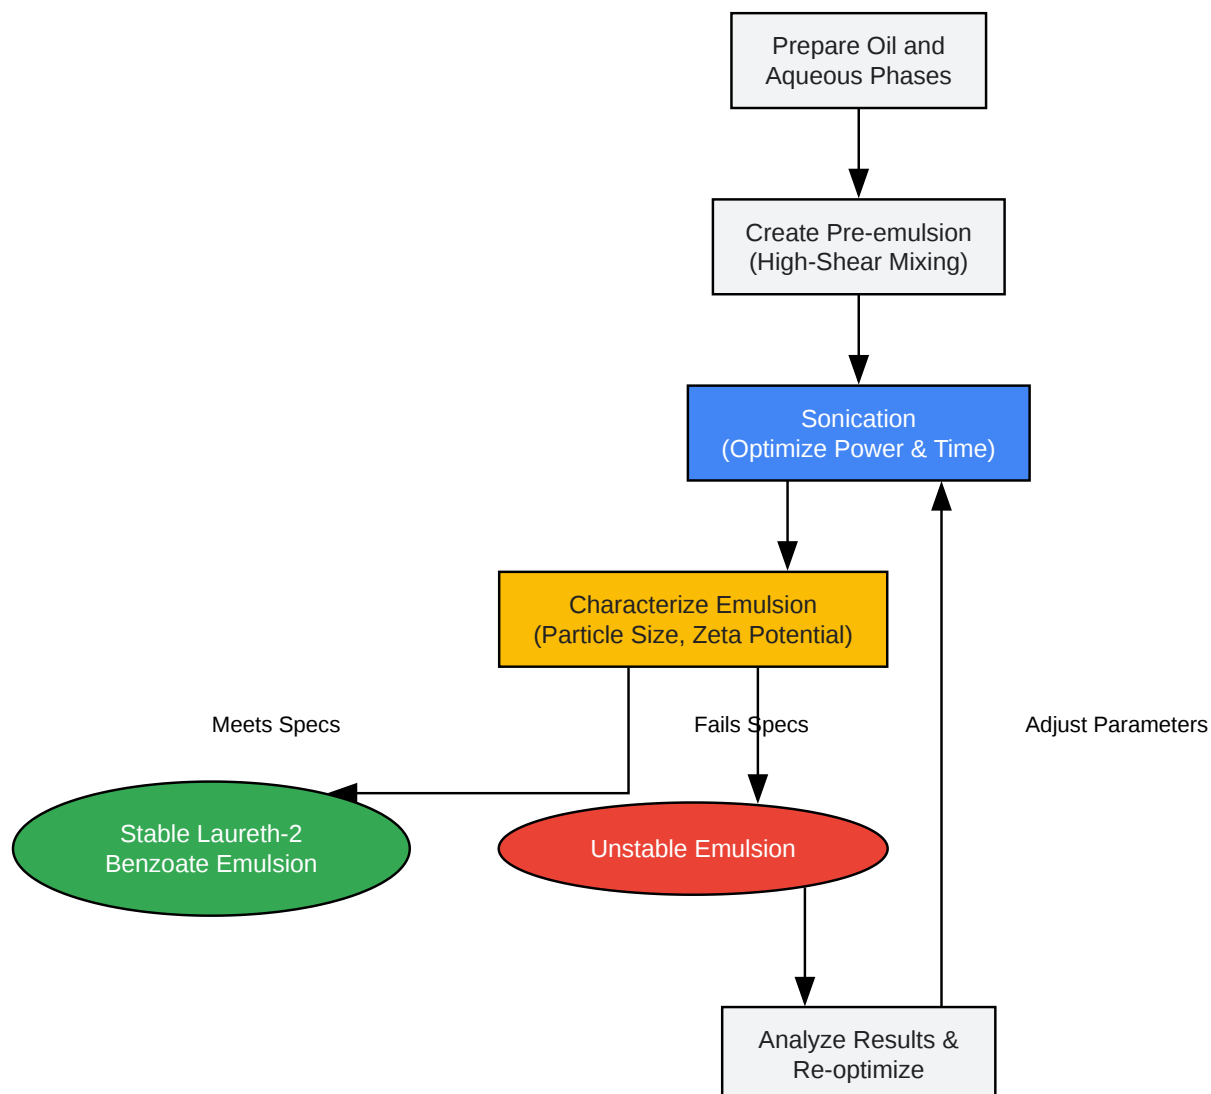 Prepare Oil and
Aqueous Phases
Create Pre-emulsion
(High-Shear Mixing)
Sonication
(Optimize Power & Time)
Characterize Emulsion
(Particle Size, Zeta Potential)
Meets Specs
Fails Specs
Adjust Parameters
Stable Laureth-2
Benzoate Emulsion
Unstable Emulsion
Analyze Results &
Re-optimize